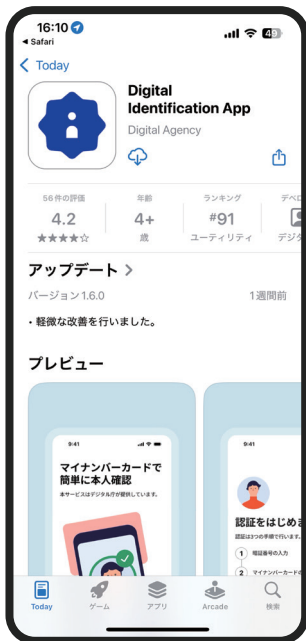 16:10
49
Safari
Today
Digital
Identification App
Digital Agency
56件の評価
年齢
ランキング
デベロ
4.2
4+
#91
歳
ユーティリティ
デジタ
アップデート
バージョン1.6.0
1週間前
・軽微な改善を行いました。
プレビュー
9:41
マイナンバーカードで
簡単に本人確認
本サービスはデジタル庁が提供しています。
9:41
認証をはじめま
認証は3つの手順で行います。
1 暗証番号の入力
2 マイナンバーカードの
Today
ゲーム
アプリ
Arcade
検索